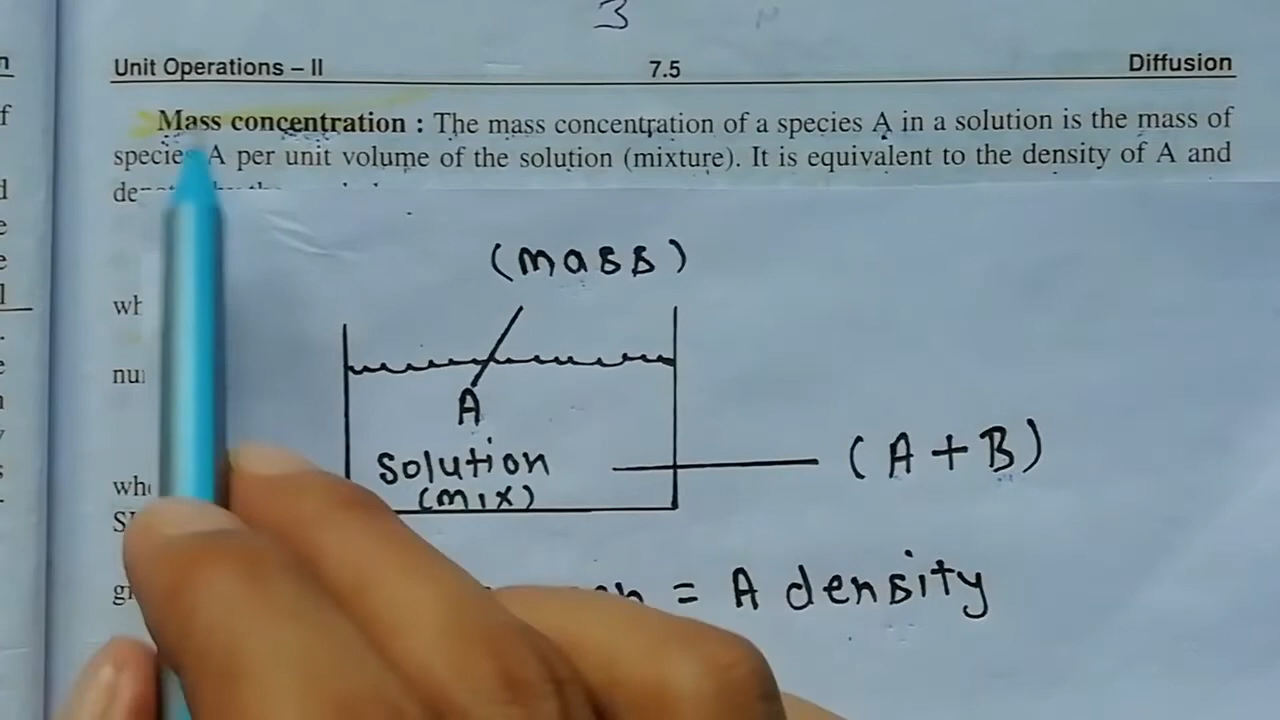 3
Unit Operations – II 7.5 Diffusion
Mass concentration : The mass concentration of a species A in a solution is the mass of
species A per unit volume of the solution (mixture). It is equivalent to the density of A and
(mass)
A
Solution
(mix)
(A+B)
= A density